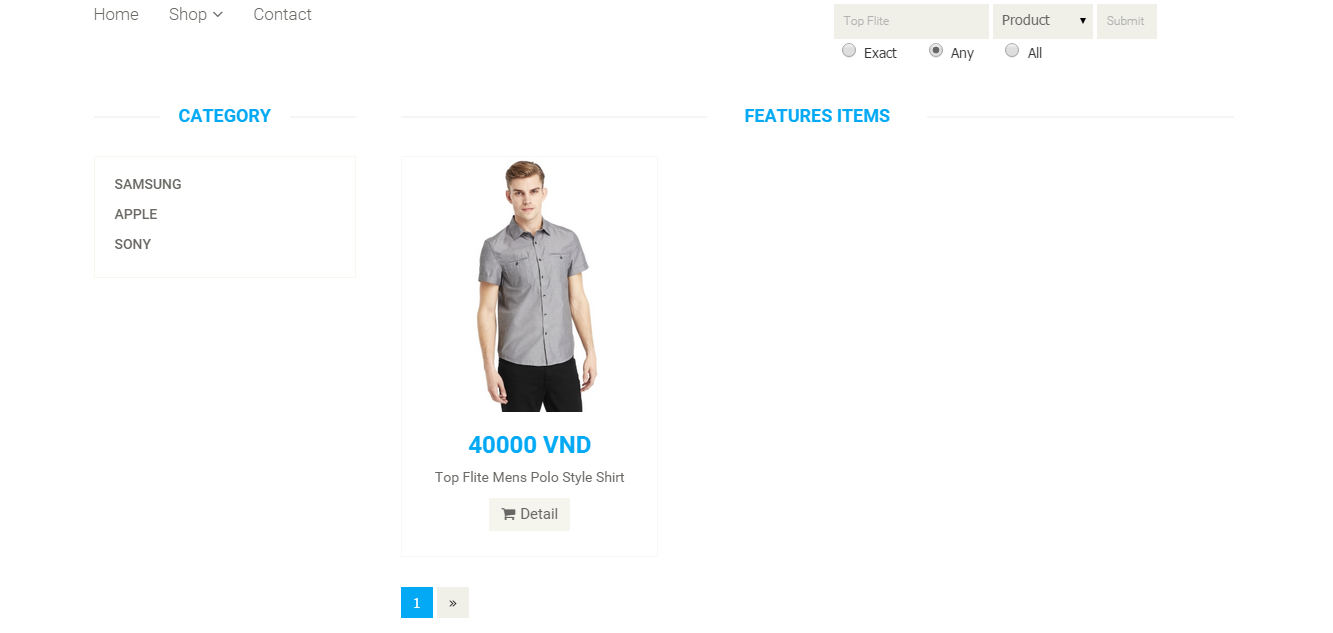 Home Shop Contact
Top Flite Product Submit
Exact Any All
CATEGORY
SAMSUNG
APPLE
SONY
FEATURES ITEMS
40000 VND
Top Flite Mens Polo Style Shirt
Detail
1 »